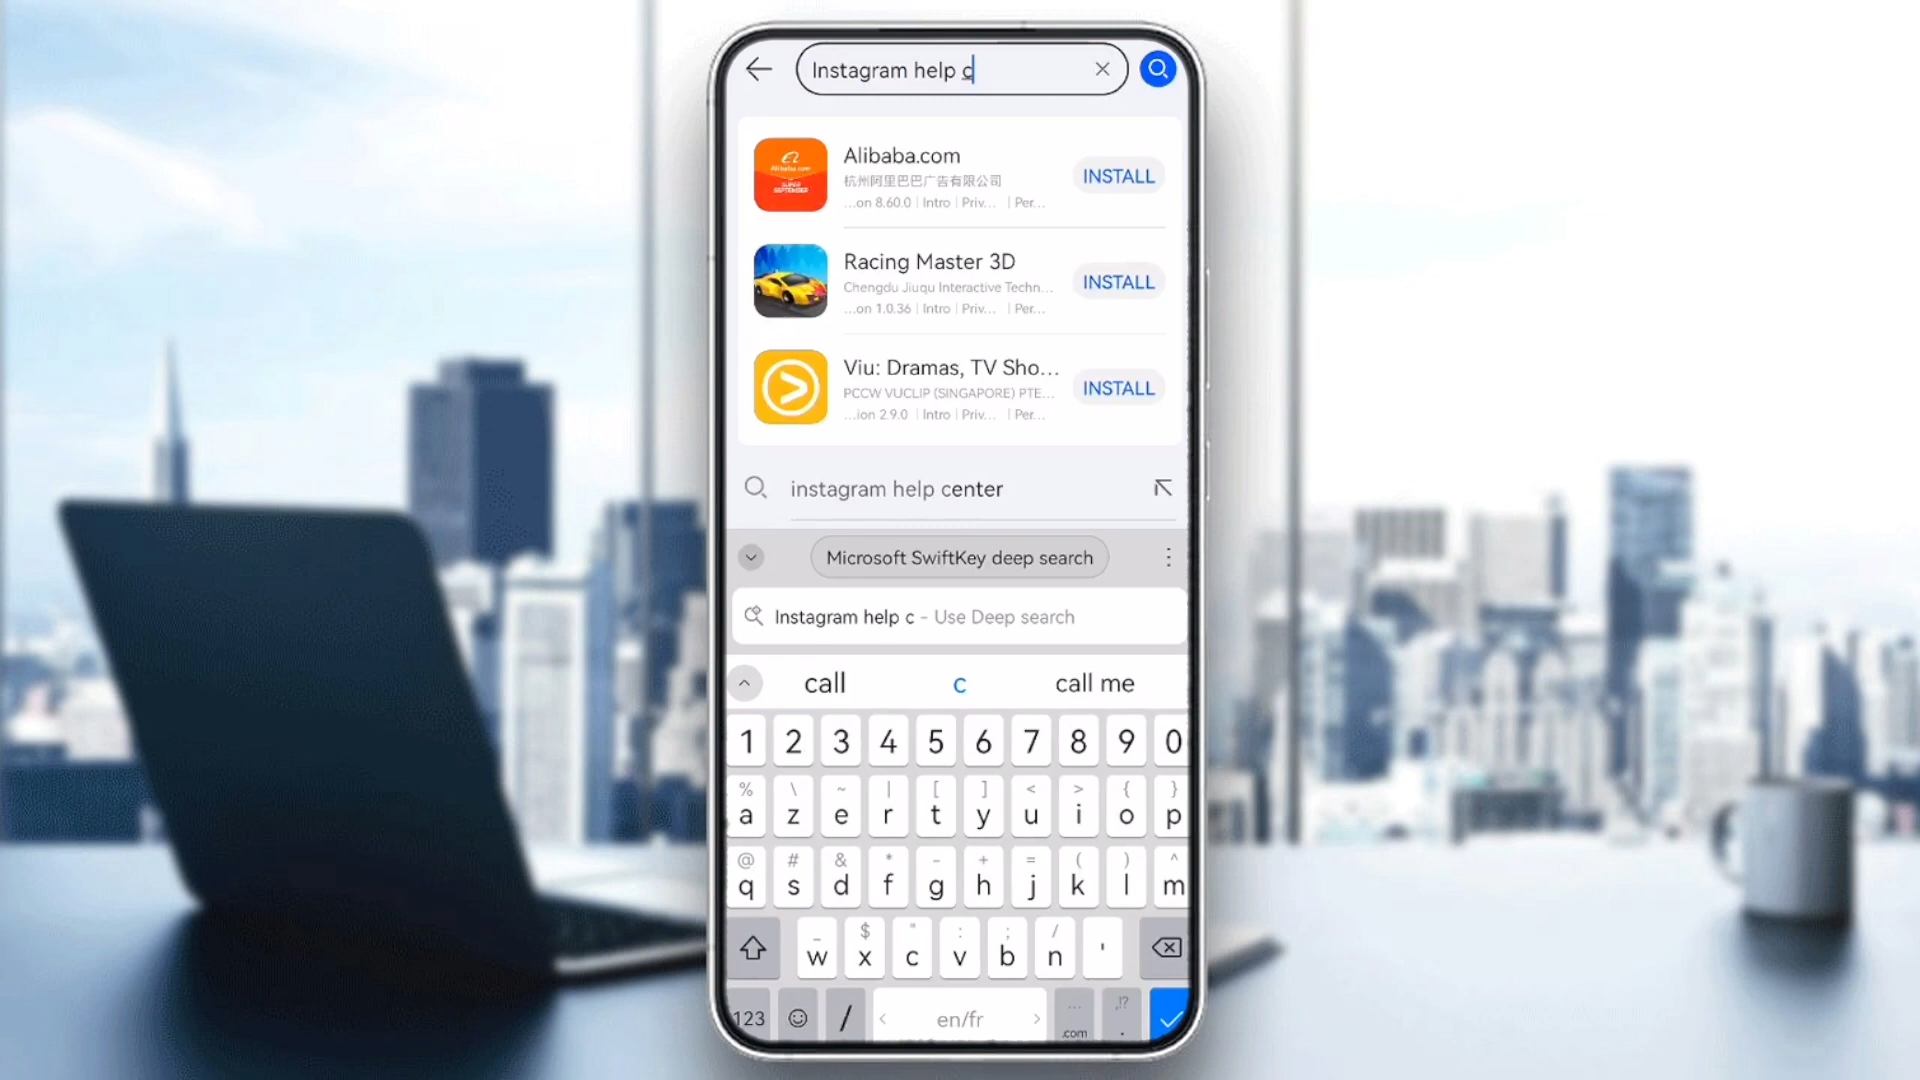 Instagram help c
Alibaba.com
杭州阿里巴巴广告有限公司
...on 8.60.0 | Intro | Priv... | Per...
INSTALL
Alibaba.com
SUPER
SEPTEMBER
Racing Master 3D
Chengdu Jiuqu Interactive Techn...
...on 1.0.36 | Intro | Priv... | Per...
INSTALL
Viu: Dramas, TV Sho...
PCCW VUCLIP (SINGAPORE) PTE...
...ion 2.9.0 | Intro | Priv... | Per...
INSTALL
instagram help center
Microsoft SwiftKey deep search
Instagram help c - Use Deep search
call c call me
1 2 3 4 5 6 7 8 9 0
% \ ~ | [ ] < > { }
a z e r t y u i o p
@ # & * - + = ( ) ^
q s d f g h j k l m
_ $ " : ; /
w x c v b n '
123 / < en/fr > ... .com ,!? .